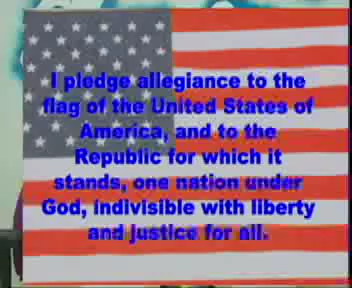 I pledge allegiance to the
flag of the United States of
America, and to the
Republic for which it
stands, one nation under
God, indivisible with liberty
and justice for all.